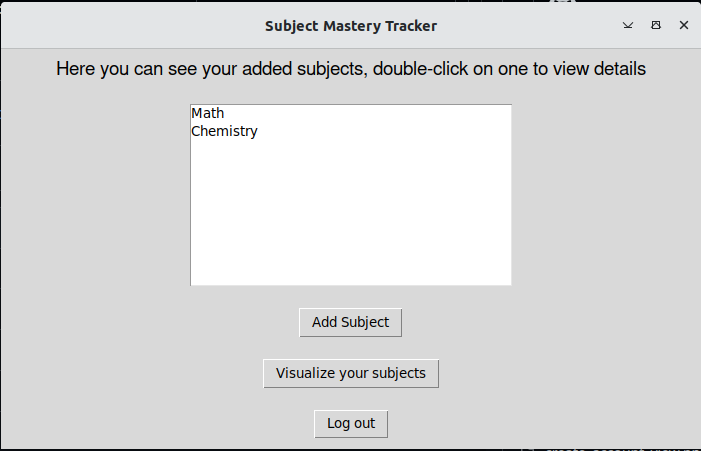 Subject Mastery Tracker
Here you can see your added subjects, double-click on one to view details
Math
Chemistry
Add Subject
Visualize your subjects
Log out